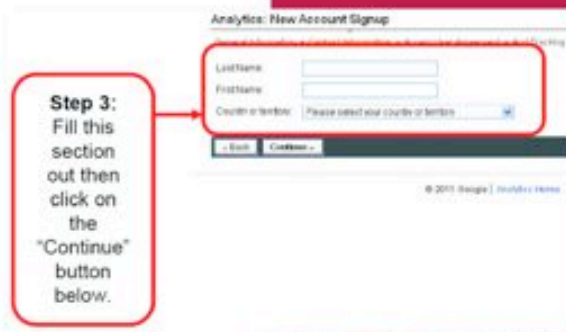 Analytics: New Account Signup
Last Name
First Name
Country or territory: Please select your country or territory
« Back Continue »
© 2011 Google | Analytics Home
Step 3:
Fill this
section
out then
click on
the
"Continue"
button
below.